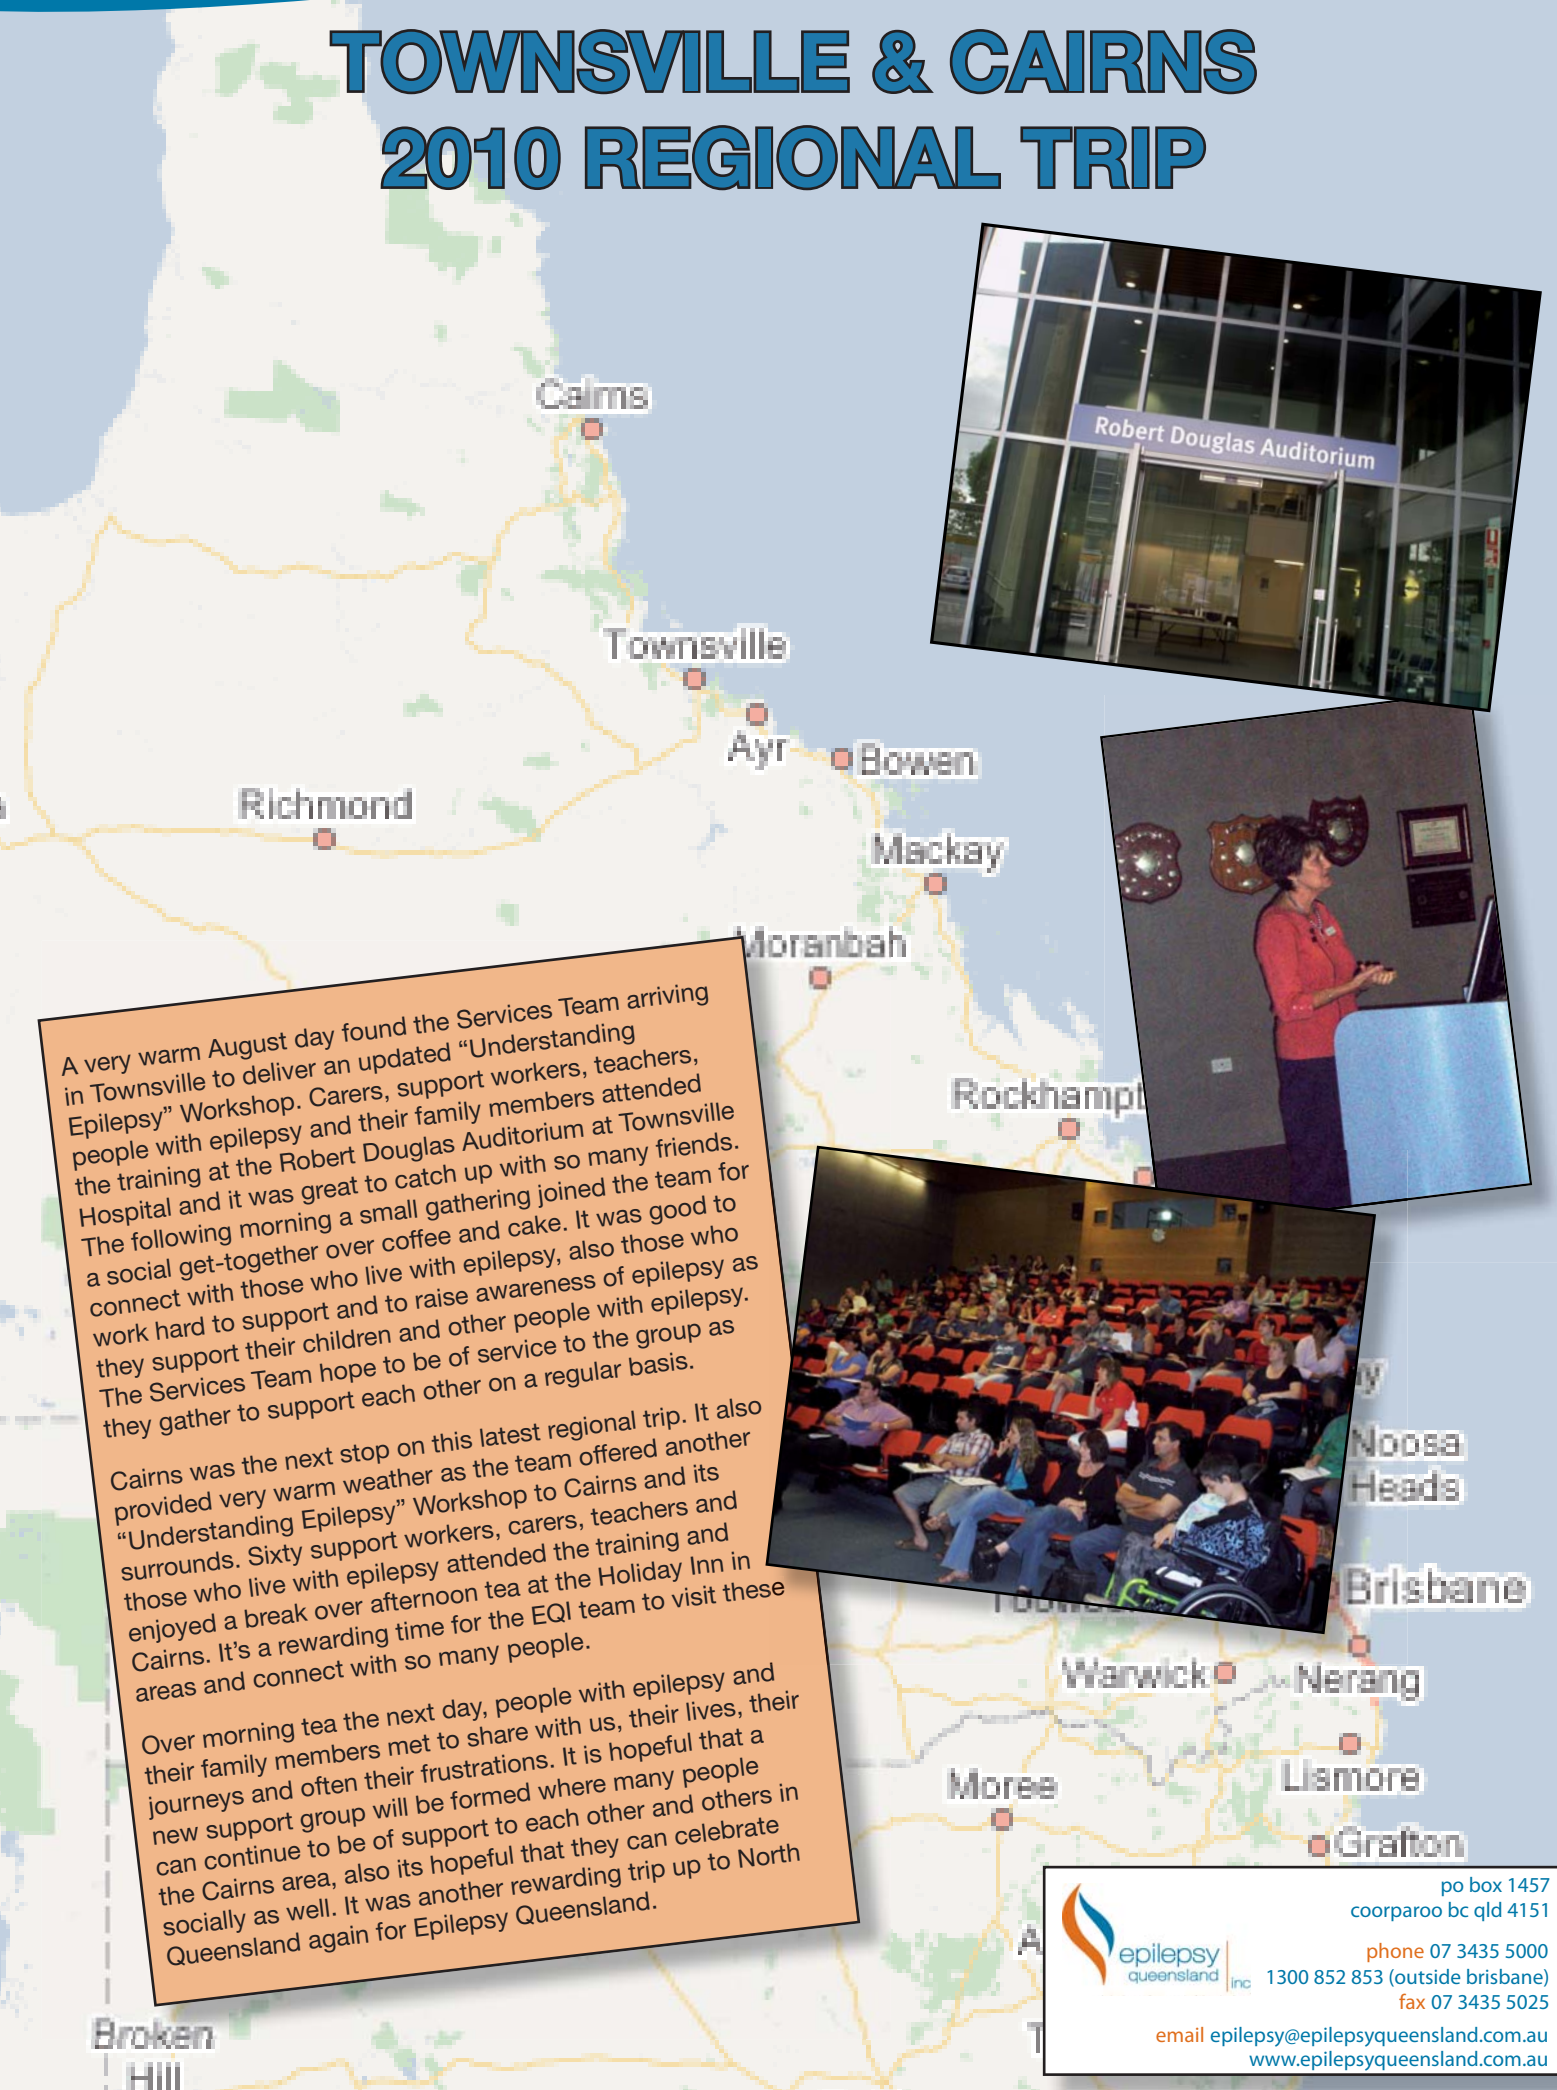 TOWNSVILLE & CAIRNS
2010 REGIONAL TRIP
Cairns
Robert Douglas Auditorium
Townsville
Ayr
Bowen
Richmond
Mackay
Moranbah
Rockhampt
A very warm August day found the Services Team arriving
in Townsville to deliver an updated “Understanding
Epilepsy” Workshop. Carers, support workers, teachers,
people with epilepsy and their family members attended
the training at the Robert Douglas Auditorium at Townsville
Hospital and it was great to catch up with so many friends.
The following morning a small gathering joined the team for
a social get-together over coffee and cake. It was good to
connect with those who live with epilepsy, also those who
work hard to support and to raise awareness of epilepsy as
they support their children and other people with epilepsy.
The Services Team hope to be of service to the group as
they gather to support each other on a regular basis.
Cairns was the next stop on this latest regional trip. It also
provided very warm weather as the team offered another
“Understanding Epilepsy” Workshop to Cairns and its
surrounds. Sixty support workers, carers, teachers and
those who live with epilepsy attended the training and
enjoyed a break over afternoon tea at the Holiday Inn in
Cairns. It’s a rewarding time for the EQI team to visit these
areas and connect with so many people.
Over morning tea the next day, people with epilepsy and
their family members met to share with us, their lives, their
journeys and often their frustrations. It is hopeful that a
new support group will be formed where many people
can continue to be of support to each other and others in
the Cairns area, also its hopeful that they can celebrate
socially as well. It was another rewarding trip up to North
Queensland again for Epilepsy Queensland.
Noosa
Heads
Brisbane
Warwick
Nerang
Lismore
Moree
Grafton
Broken
Hill
epilepsy
queensland inc
po box 1457
coorparoo bc qld 4151
phone 07 3435 5000
1300 852 853 (outside brisbane)
fax 07 3435 5025
email epilepsy@epilepsyqueensland.com.au
www.epilepsyqueensland.com.au